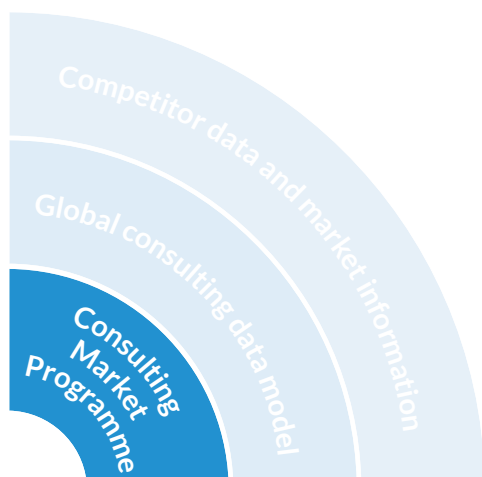 Competitor data and market information
Global consulting data model
Consulting
Market
Programme